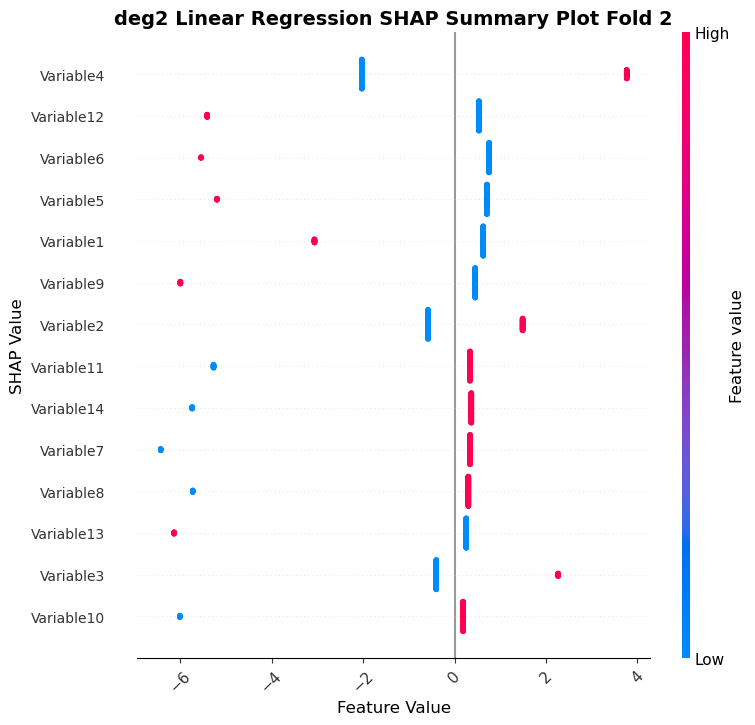 deg2 Linear Regression SHAP Summary Plot Fold 2
High
Variable4
Variable12
Variable6
Variable5
Variable1
Variable9
Variable2
Variable11
Variable14
Variable7
Variable8
Variable13
Variable3
Variable10
SHAP Value
Feature value
Low
−6
−4
−2
0
2
4
Feature Value